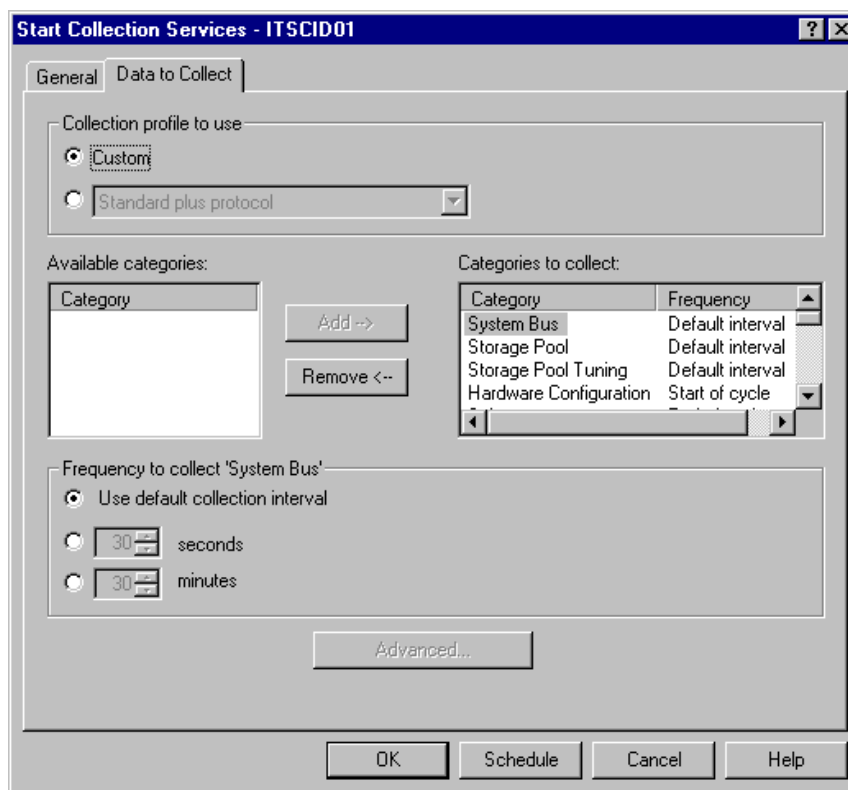 Start Collection Services - ITSCID01
General Data to Collect
Collection profile to use
Custom
Standard plus protocol
Available categories:
Category
Add -->
Remove <--
Categories to collect:
Category Frequency
System Bus Default interval
Storage Pool Default interval
Storage Pool Tuning Default interval
Hardware Configuration Start of cycle
Frequency to collect 'System Bus'
Use default collection interval
30 seconds
30 minutes
Advanced...
OK Schedule Cancel Help